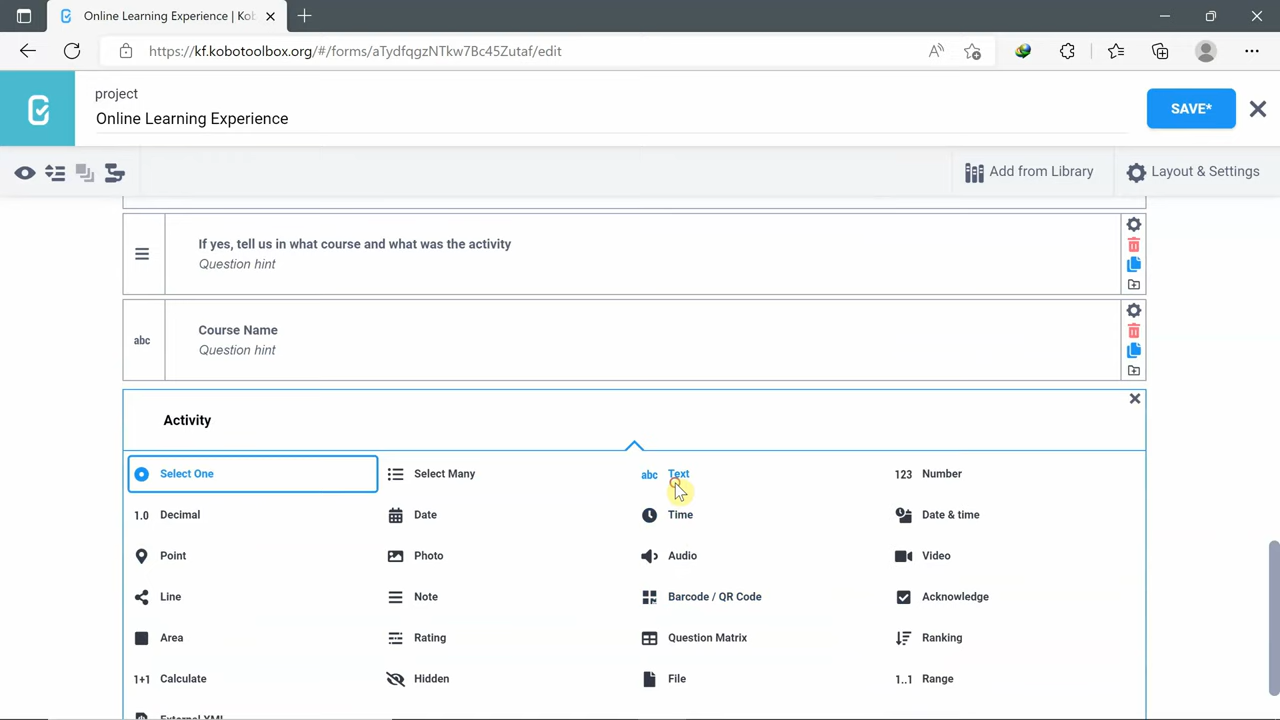 Online Learning Experience | Kob
https://kf.kobotoolbox.org/#/forms/aTydfqgzNTkw7Bc45Zutaf/edit
project
Online Learning Experience
SAVE*
Add from Library
Layout & Settings
If yes, tell us in what course and what was the activity
Question hint
abc
Course Name
Question hint
Activity
Select One
Select Many
abc Text
123 Number
1.0 Decimal
Date
Time
Date & time
Point
Photo
Audio
Video
Line
Note
Barcode / QR Code
Acknowledge
Area
Rating
Question Matrix
Ranking
1+1 Calculate
Hidden
File
1..1 Range
External XML